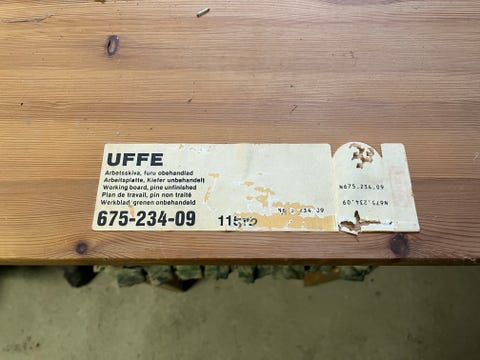 UFFE
Arbetsskiva, furu obehandlad
Arbeitsplatte, Kiefer unbehandelt
Working board, pine unfinished
Plan de travail, pin non traité
Werkblad, grenen onbehandeld
675-234-09
N675.234.09
N675.234.09